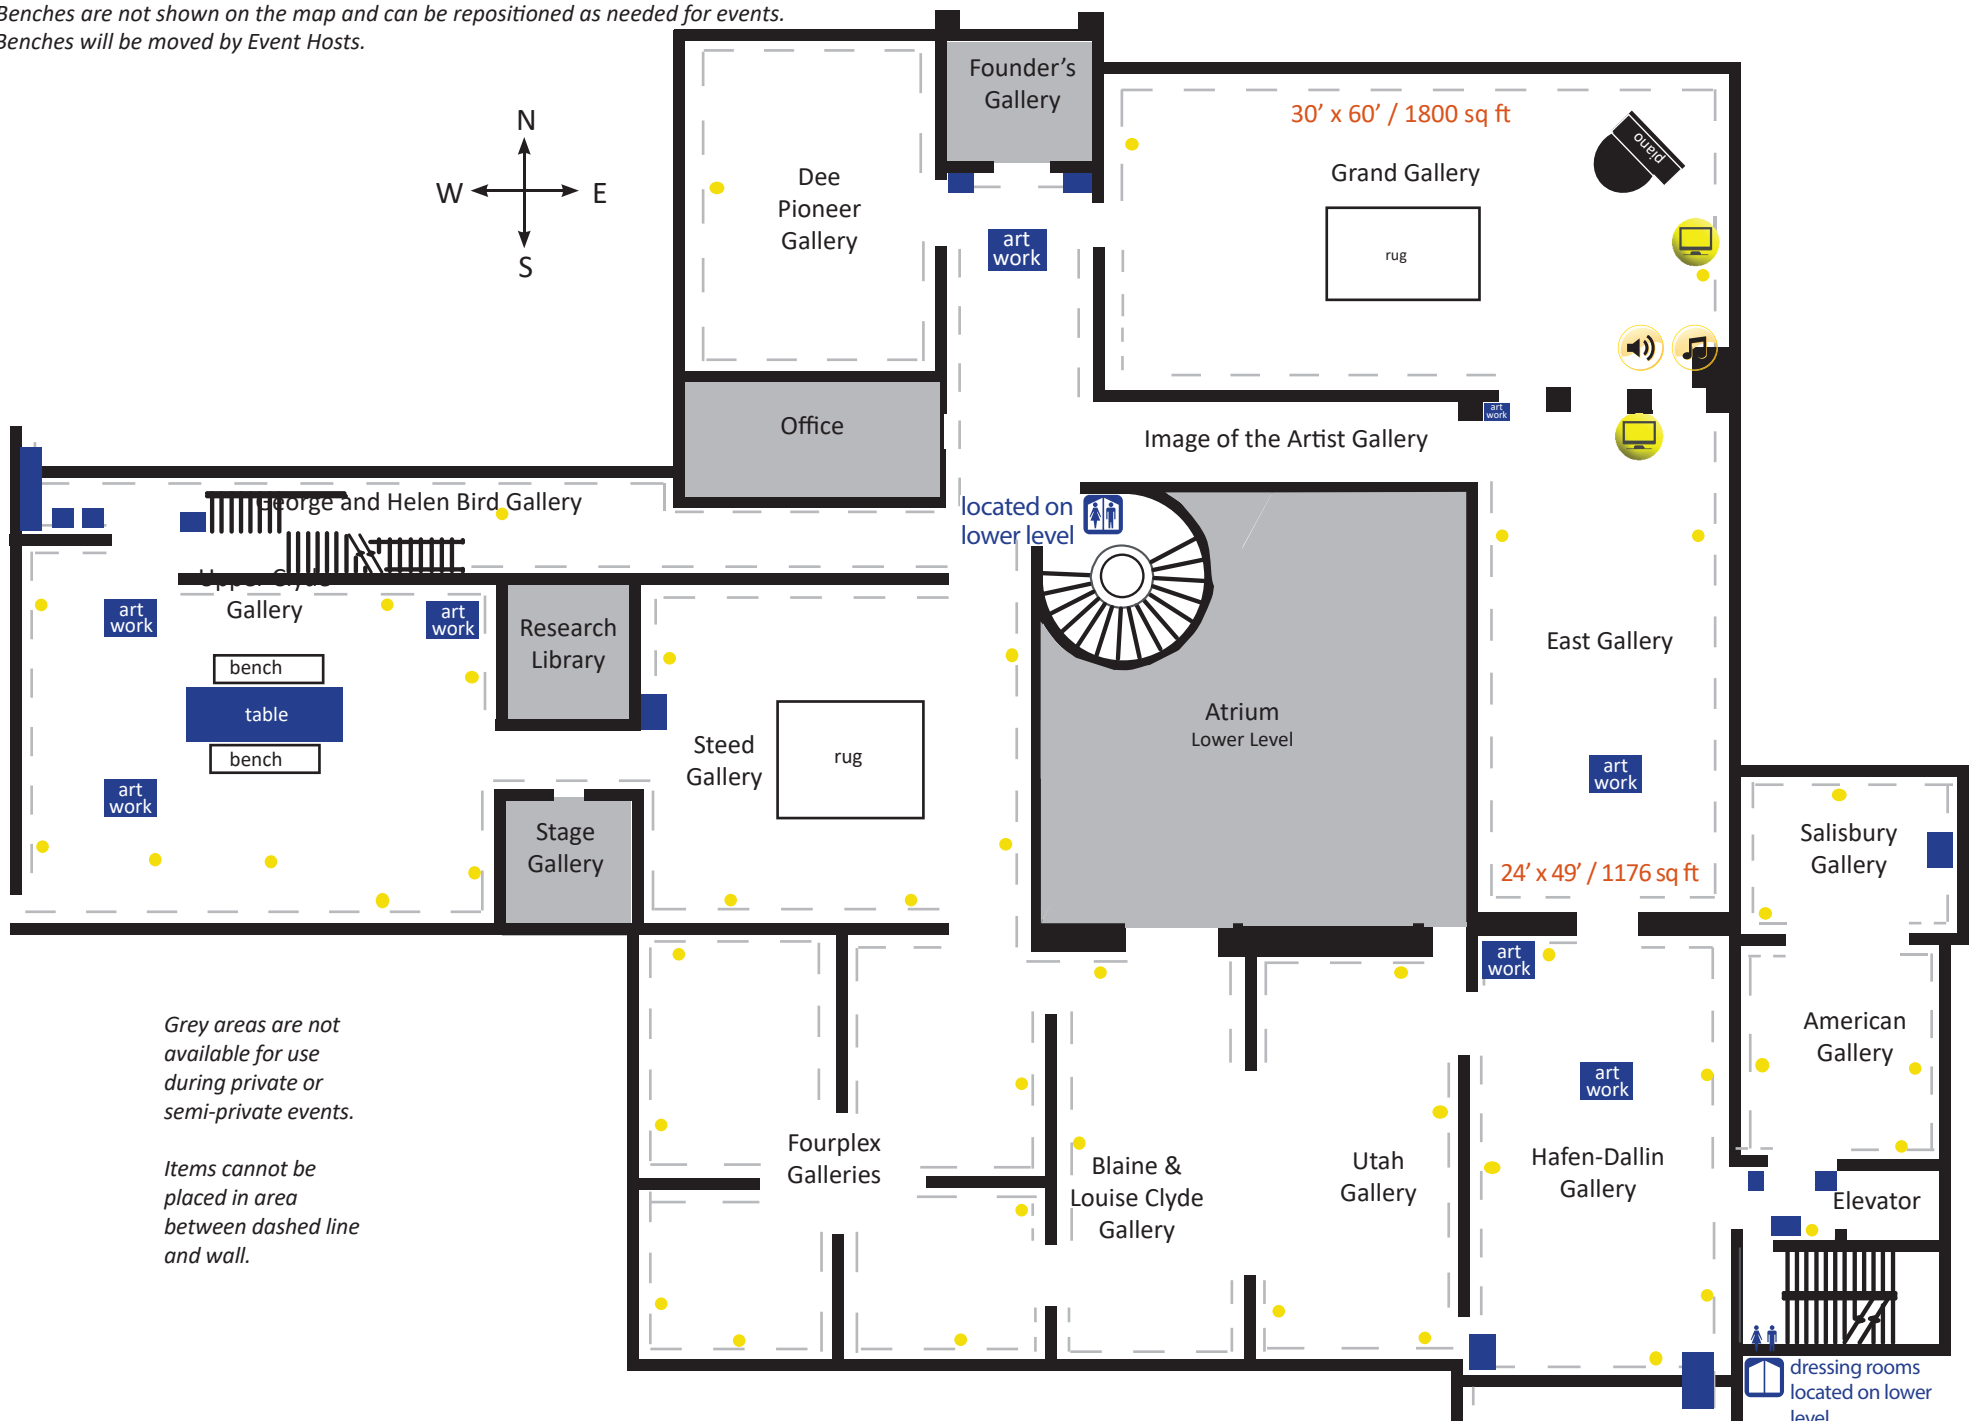 Benches are not shown on the map and can be repositioned as needed for events.
Benches will be moved by Event Hosts.
N
W E
S
Founder's
Gallery
30' x 60' / 1800 sq ft
piano
Grand Gallery
Dee
Pioneer
Gallery
art
work
rug
Office
art
work
Image of the Artist Gallery
George and Helen Bird Gallery
located on
lower level
Upper Clyde
Gallery
art
work
art
work
Research
Library
bench
table
bench
art
work
Steed
Gallery
rug
Atrium
Lower Level
East Gallery
art
work
Stage
Gallery
24' x 49' / 1176 sq ft
Salisbury
Gallery
art
work
American
Gallery
art
work
Grey areas are not
available for use
during private or
semi-private events.
Items cannot be
placed in area
between dashed line
and wall.
Fourplex
Galleries
Blaine &
Louise Clyde
Gallery
Utah
Gallery
Hafen-Dallin
Gallery
Elevator
dressing rooms
located on lower
level